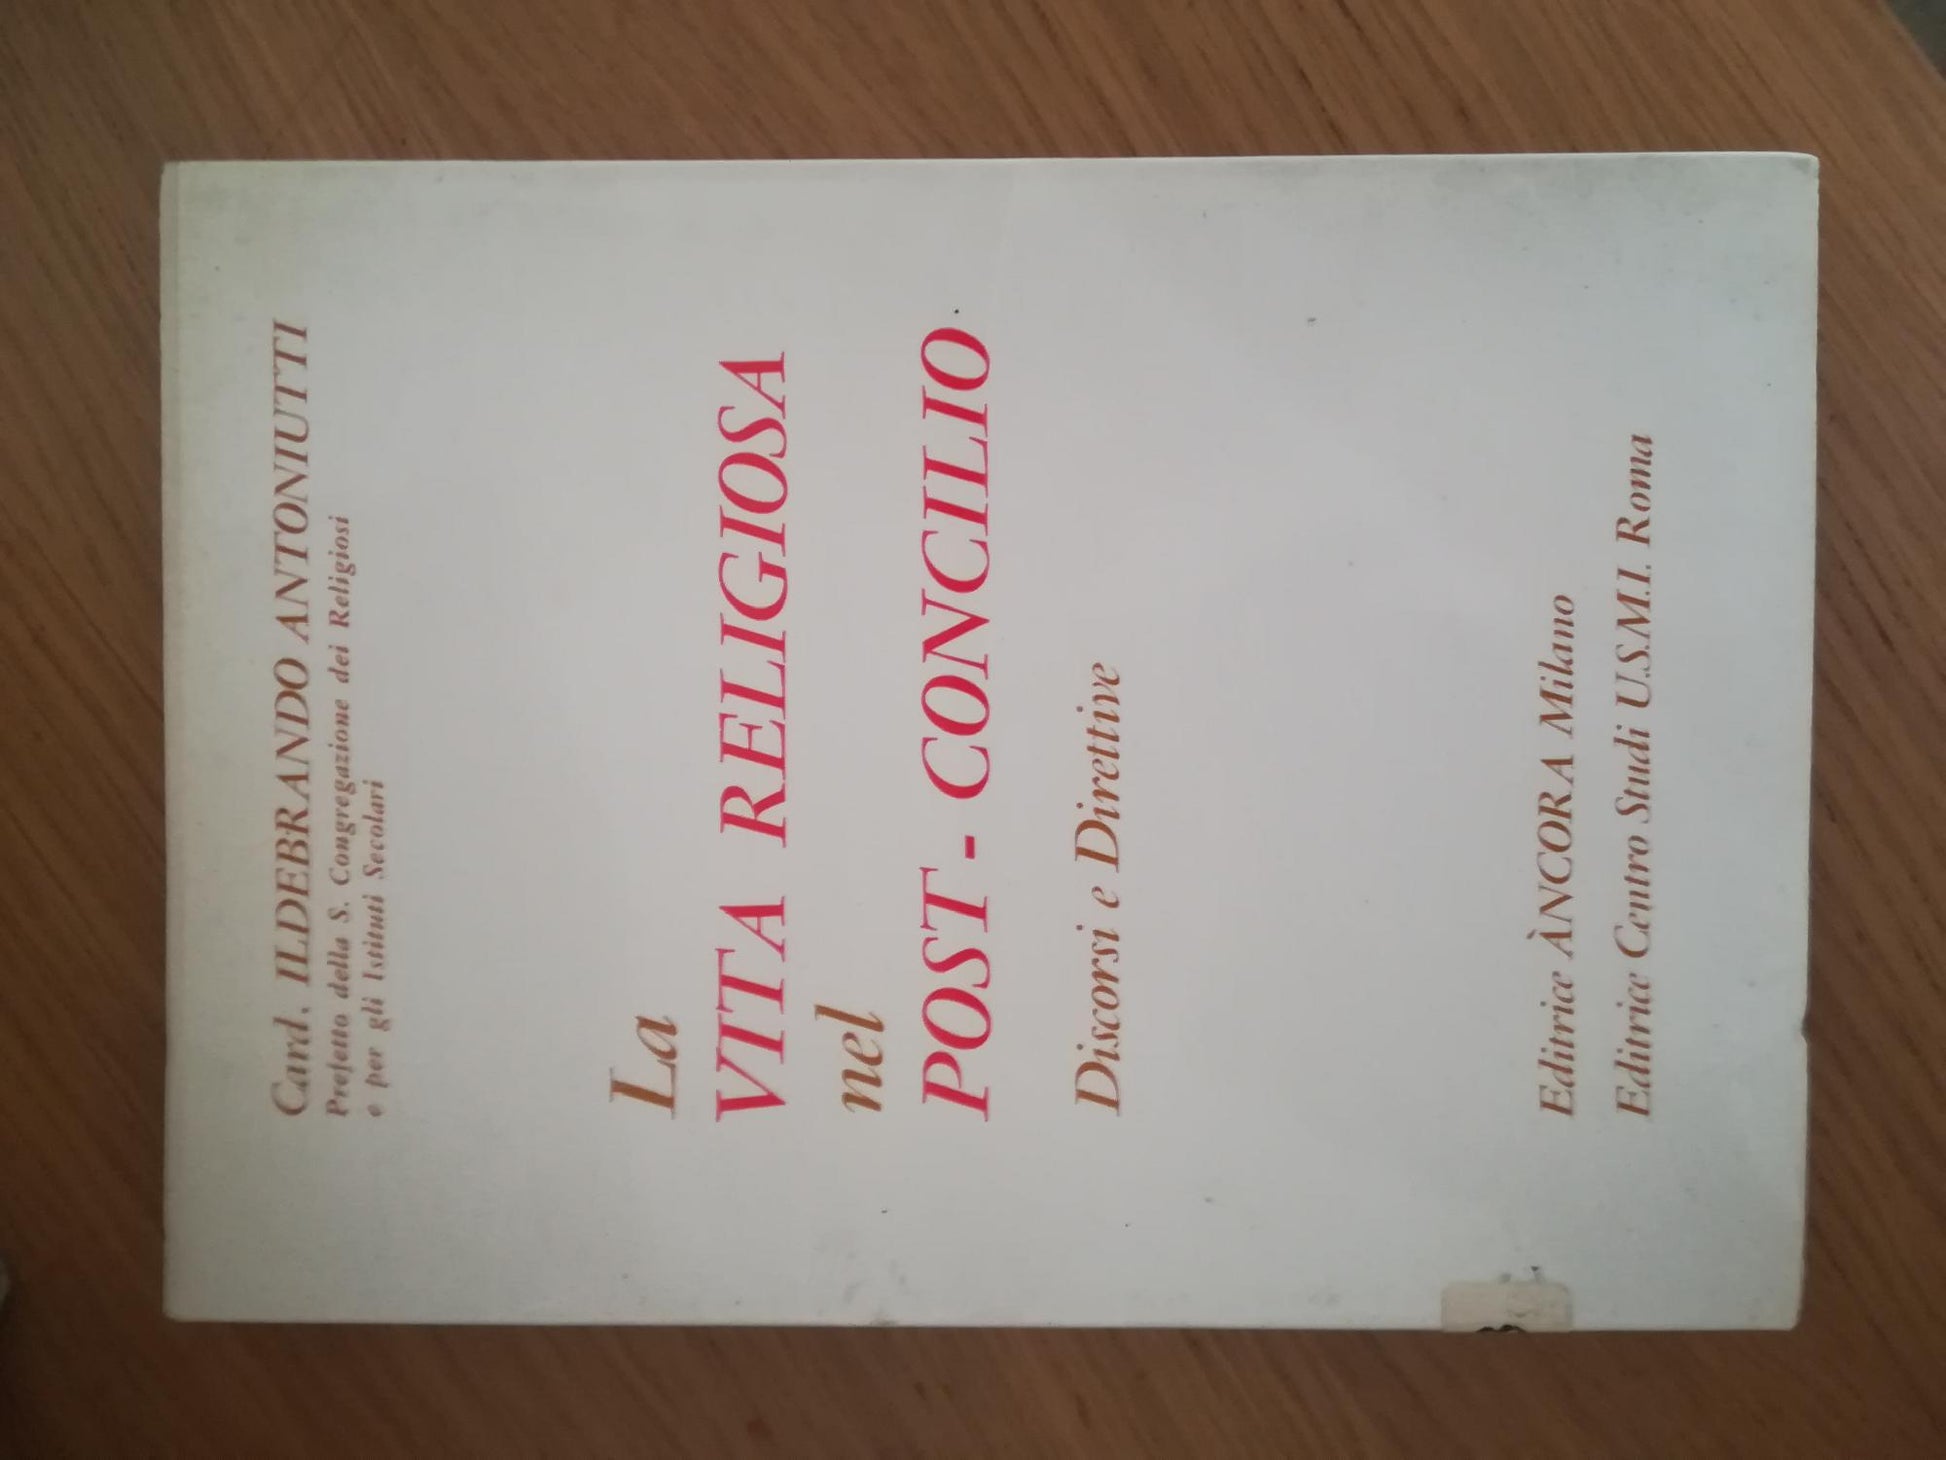 Card. ILDEBRANDO ANTONIUTTI
Prefetto della S. Congregazione dei Religiosi
e per gli Istituti Secolari
La
VITA RELIGIOSA
nel
POST - CONCILIO
Discorsi e Direttive
Editrice ÀNCORA Milano
Editrice Centro Studi U.S.M.I. Roma